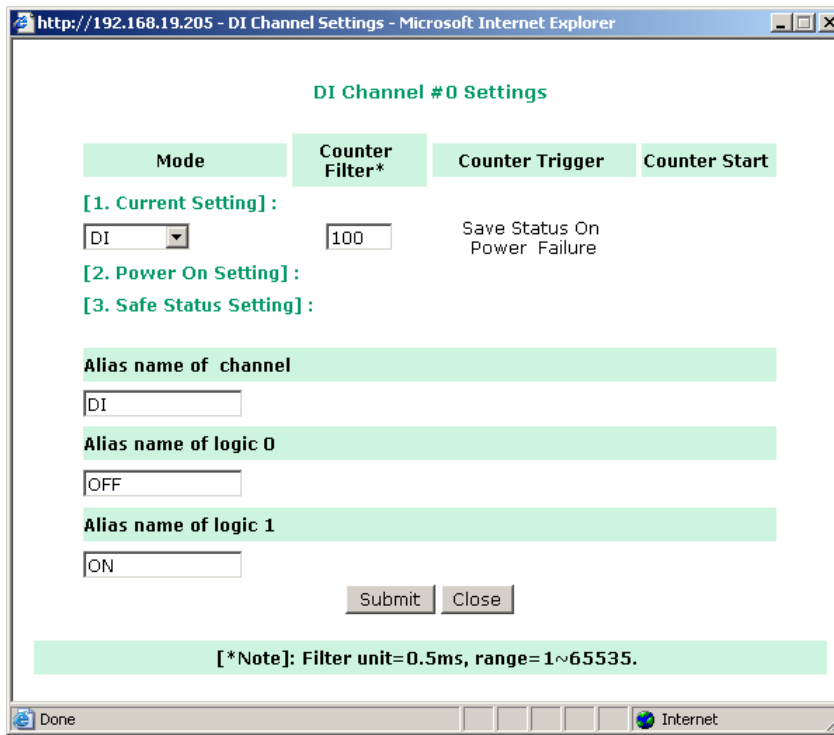 http://192.168.19.205 - DI Channel Settings - Microsoft Internet Explorer
DI Channel #0 Settings
Mode
Counter Filter*
Counter Trigger
Counter Start
[1. Current Setting] :
DI
100
Save Status On
Power Failure
[2. Power On Setting] :
[3. Safe Status Setting] :
Alias name of channel
DI
Alias name of logic 0
OFF
Alias name of logic 1
ON
Submit
Close
[*Note]: Filter unit=0.5ms, range=1~65535.
Done
Internet